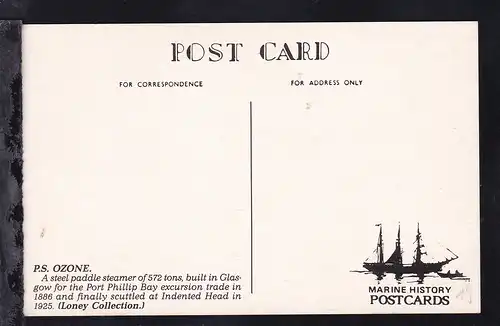 POST CARD
FOR CORRESPONDENCE
FOR ADDRESS ONLY
P.S. OZONE.
A steel paddle steamer of 572 tons, built in Glas-
gow for the Port Phillip Bay excursion trade in
1886 and finally scuttled at Indented Head in
1925. (Loney Collection.)
MARINE HISTORY
POSTCARDS